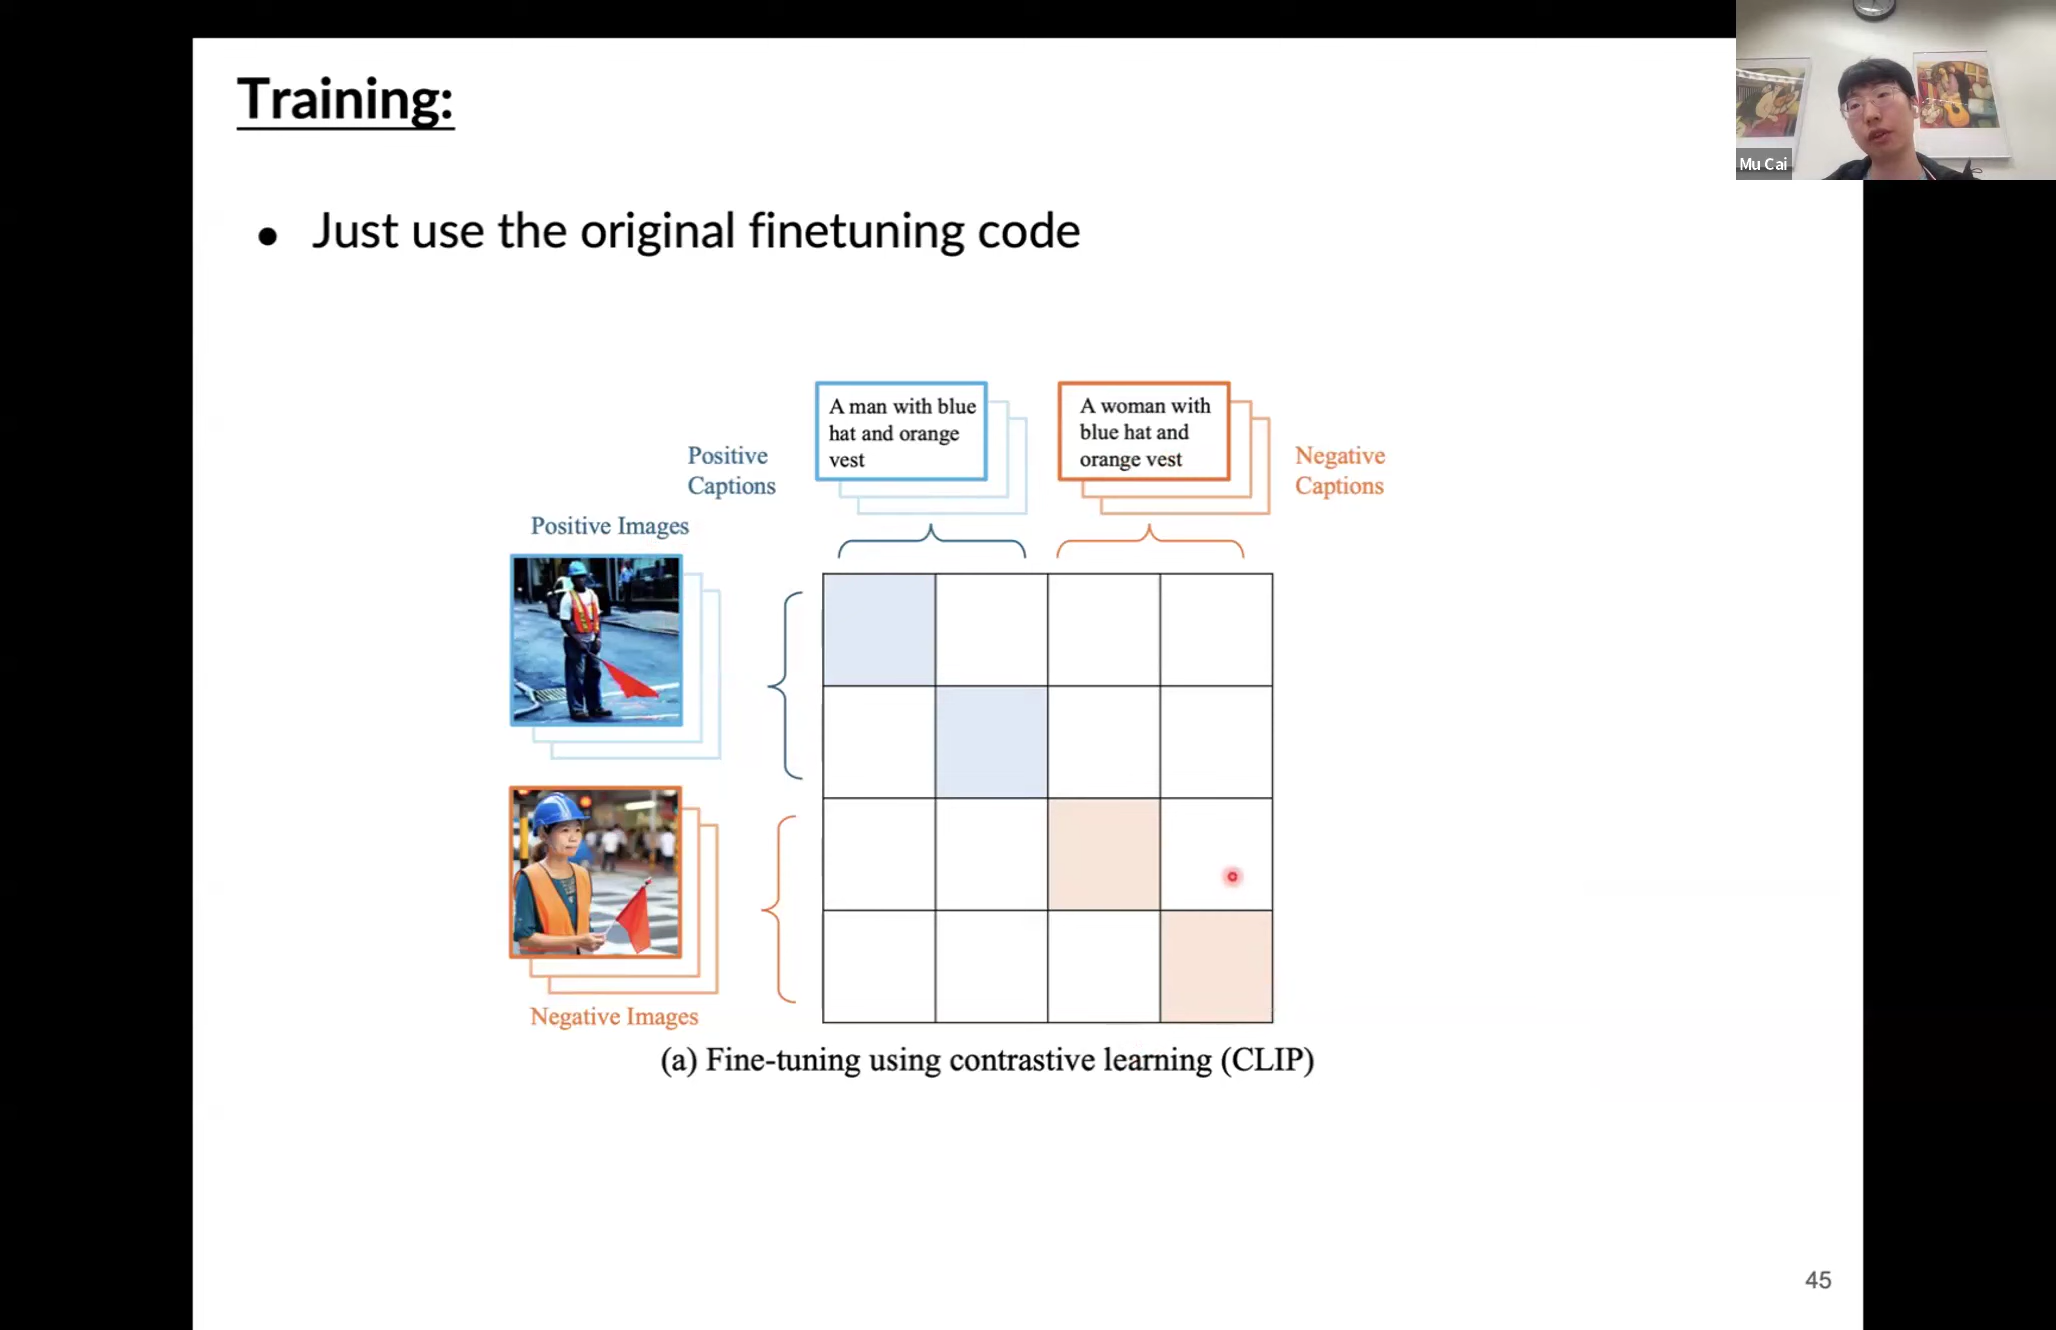 Training:
Mu Cai
● Just use the original finetuning code
A man with blue
hat and orange
vest
A woman with
blue hat and
orange vest
Positive
Captions
Negative
Captions
Positive Images
Negative Images
(a) Fine-tuning using contrastive learning (CLIP)
45